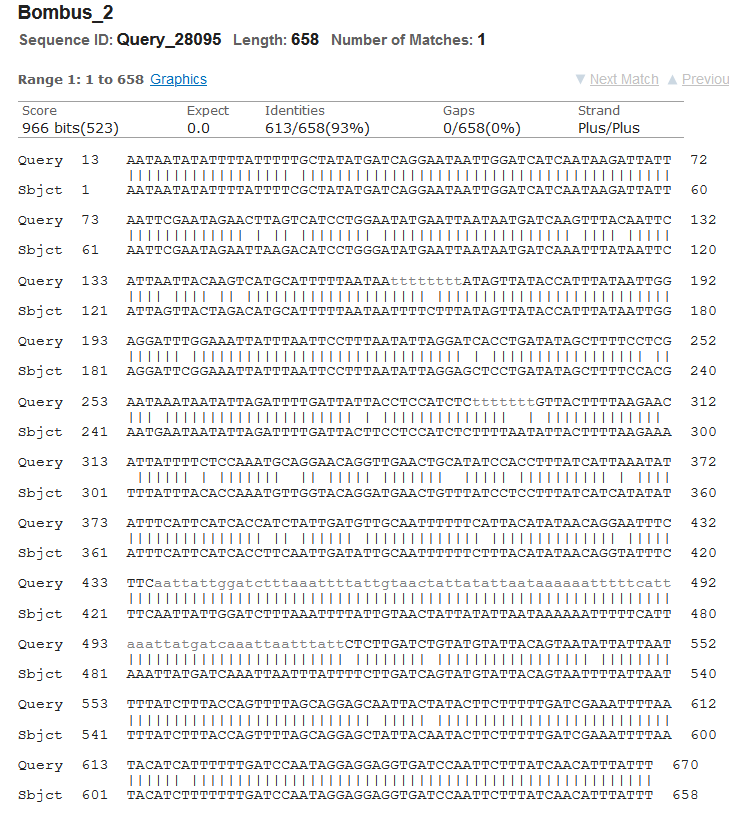 Bombus_2
Sequence ID: Query_28095 Length: 658 Number of Matches: 1
Range 1: 1 to 658 Graphics ▼ Next Match ▲ Previou
Score Expect Identities Gaps Strand
966 bits(523) 0.0 613/658(93%) 0/658(0%) Plus/Plus
Query 13 AATAATATATTTTATTTTTGCTATATGATCAGGAATAATTGGATCATCAATAAGATTATT 72
Sbjct 1 AATAATATATTTTATTTTCGCTATATGATCAGGAATAATTGGATCATCAATAAGATTATT 60
Query 73 AATTCGAATAGAACTTAGTCATCCTGGAATATGAATTAATAATGATCAAGTTTACAATTC 132
Sbjct 61 AATTCGAATAGAATTAAGACATCCTGGGATATGAATTAATAATGATCAAATTTATAATTC 120
Query 133 ATTAATTACAAGTCATGCATTTTTAATAAttttttttATAGTTATACCATTTATAATTGG 192
Sbjct 121 ATTAGTTACTAGACATGCATTTTTAATAATTTTCTTTATAGTTATACCATTTATAATTGG 180
Query 193 AGGATTTGGAAATTATTTAATTCCTTTAATATTAGGATCACCTGATATAGCTTTTCCTCG 252
Sbjct 181 AGGATTCGGAAATTATTTAATTCCTTTAATATTAGGAGCTCCTGATATAGCTTTTCCACG 240
Query 253 AATAAATAATATTAGATTTTGATTATTACCTCCATCTCtttttttGTTACTTTTAAGAAC 312
Sbjct 241 AATGAATAATATTAGATTTTGATTACTTCCTCCATCTCTTTTAATATTACTTTTAAGAAA 300
Query 313 ATTATTTTCTCCAAATGCAGGAACAGGTTGAACTGCATATCCACCTTTATCATTAAATAT 372
Sbjct 301 TTTATTTACACCAAATGTTGGTACAGGATGAACTGTTTATCCTCCTTTATCATCATATAT 360
Query 373 ATTTCATTCATCACCATCTATTGATGTTGCAATTTTTTCATTACATATAACAGGAATTTC 432
Sbjct 361 ATTTCATTCATCACCTTCAATTGATATTGCAATTTTTTCTTTACATATAACAGGTATTTC 420
Query 433 TTCaattattggatctttaaattttattgtaactattatattaataaaaaatttttcatt 492
Sbjct 421 TTCAATTATTGGATCTTTAAATTTTATTGTAACTATTATATTAATAAAAAATTTTTCATT 480
Query 493 aaattatgatcaaattaatttattCTCTTGATCTGTATGTATTACAGTAATATTATTAAT 552
Sbjct 481 AAATTATGATCAAATTAATTTATTTTCTTGATCAGTATGTATTACAGTAATTTTATTAAT 540
Query 553 TTTATCTTTACCAGTTTTAGCAGGAGCAATTACTATACTTCTTTTTGATCGAAATTTTAA 612
Sbjct 541 TTTATCTTTACCAGTTTTAGCAGGAGCTATTACAATACTTCTTTTTGATCGAAATTTTAA 600
Query 613 TACATCATTTTTTGATCCAATAGGAGGAGGTGATCCAATTCTTTATCAACATTTATTT 670
Sbjct 601 TACATCTTTTTTTGATCCAATAGGAGGAGGTGATCCAATTCTTTATCAACATTTATTT 658